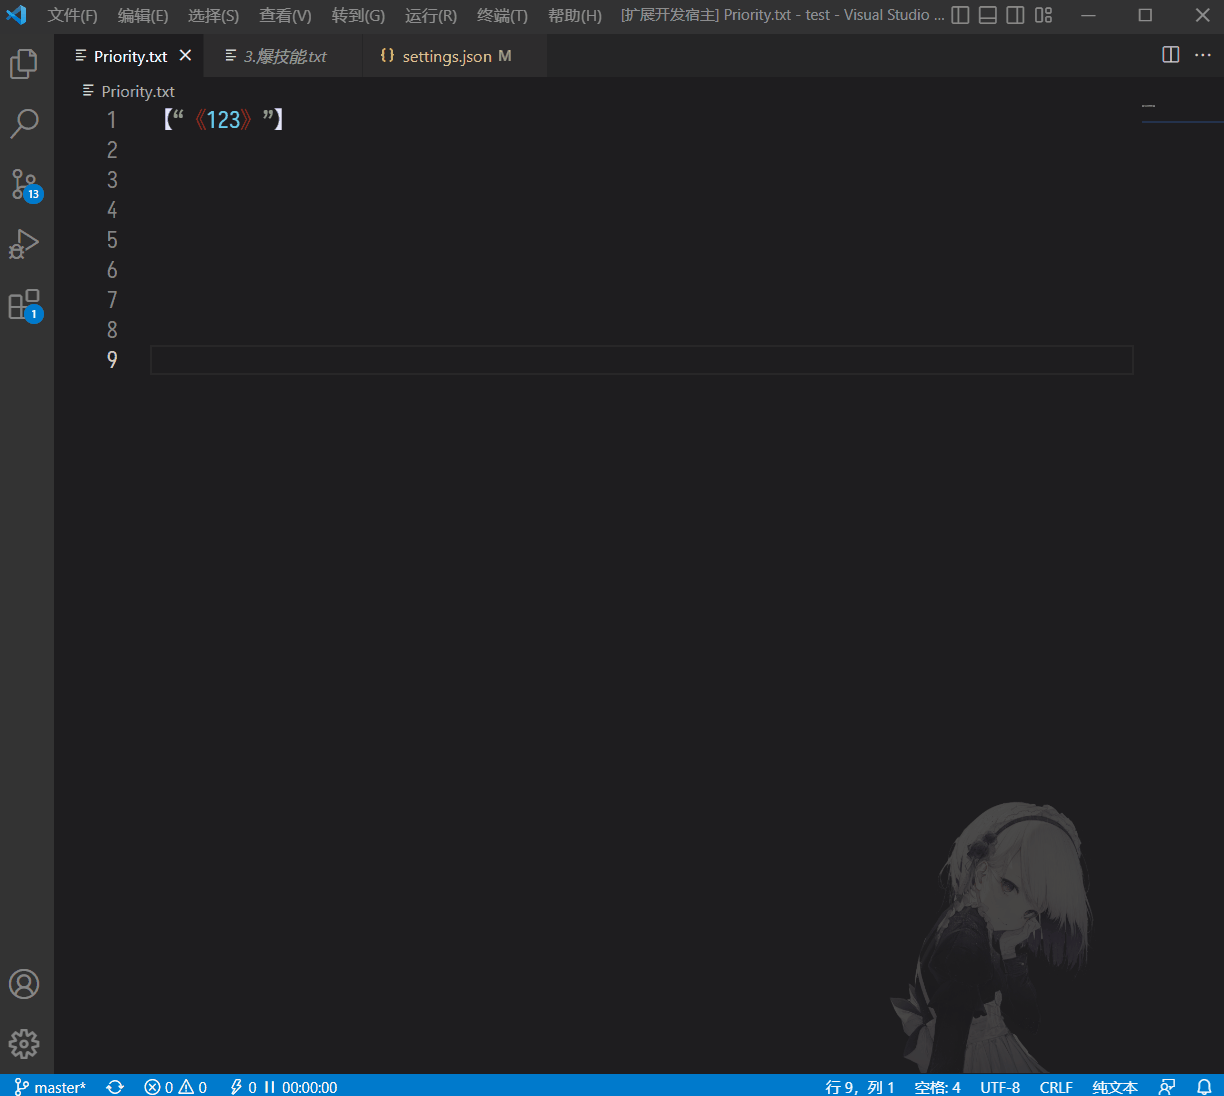 文件(F) 编辑(E) 选择(S) 查看(V) 转到(G) 运行(R) 终端(T) 帮助(H) [扩展开发宿主] Priority.txt - test - Visual Studio ...
Priority.txt 3.爆技能.txt {} settings.json M
Priority.txt
1 【“《123》”】
2
3
4
5
6
7
8
9
13
1
master* 0 0 0 00:00:00 行 9，列 1 空格: 4 UTF-8 CRLF 纯文本